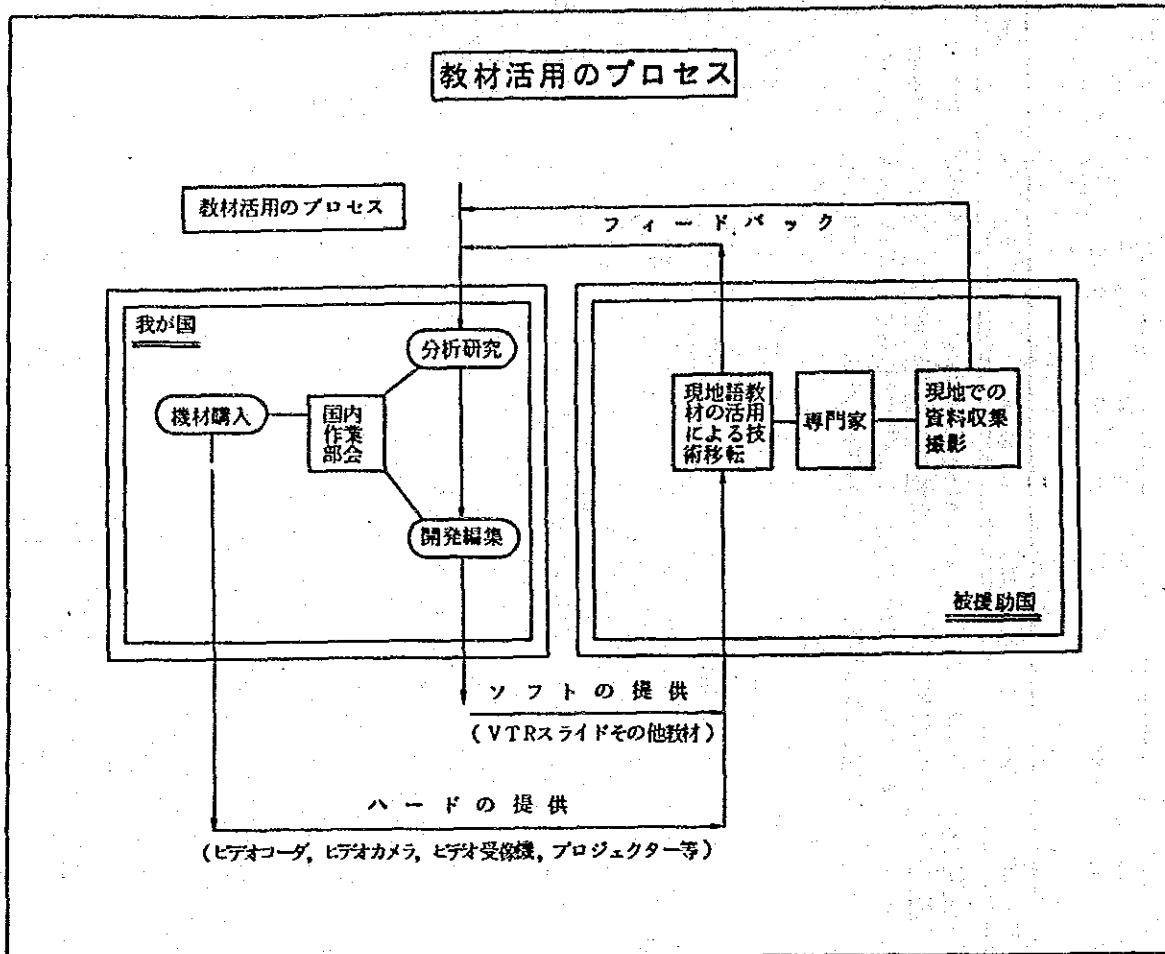 教材活用のプロセス
教材活用のプロセス
フィードバック
我が国
分析研究
機材購入
国内
作業
部会
開発編集
現地語教
材の活用
による技
術移転
専門家
現地での
資料収集
撮影
被援助国
ソフトの提供
(VTRスライドその他教材)
ハードの提供
(ビデオコーダ,ビデオカメラ,ビデオ受像機,プロジェクター等)